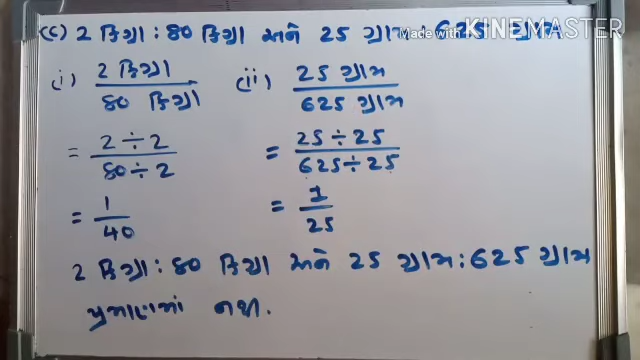 (c) 2 કિગ્રા : 80 કિગ્રા અને 25 ગ્રામ : 625 ગ્રામ
Made with KINEMASTER
(i) 2 કિગ્રા / 80 કિગ્રા (ii) 25 ગ્રામ / 625 ગ્રામ
= 2 ÷ 2 / 80 ÷ 2 = 25 ÷ 25 / 625 ÷ 25
= 1 / 40 = 1 / 25
2 કિગ્રા : 80 કિગ્રા અને 25 ગ્રામ : 625 ગ્રામ
પ્રમાણમાં નથી.